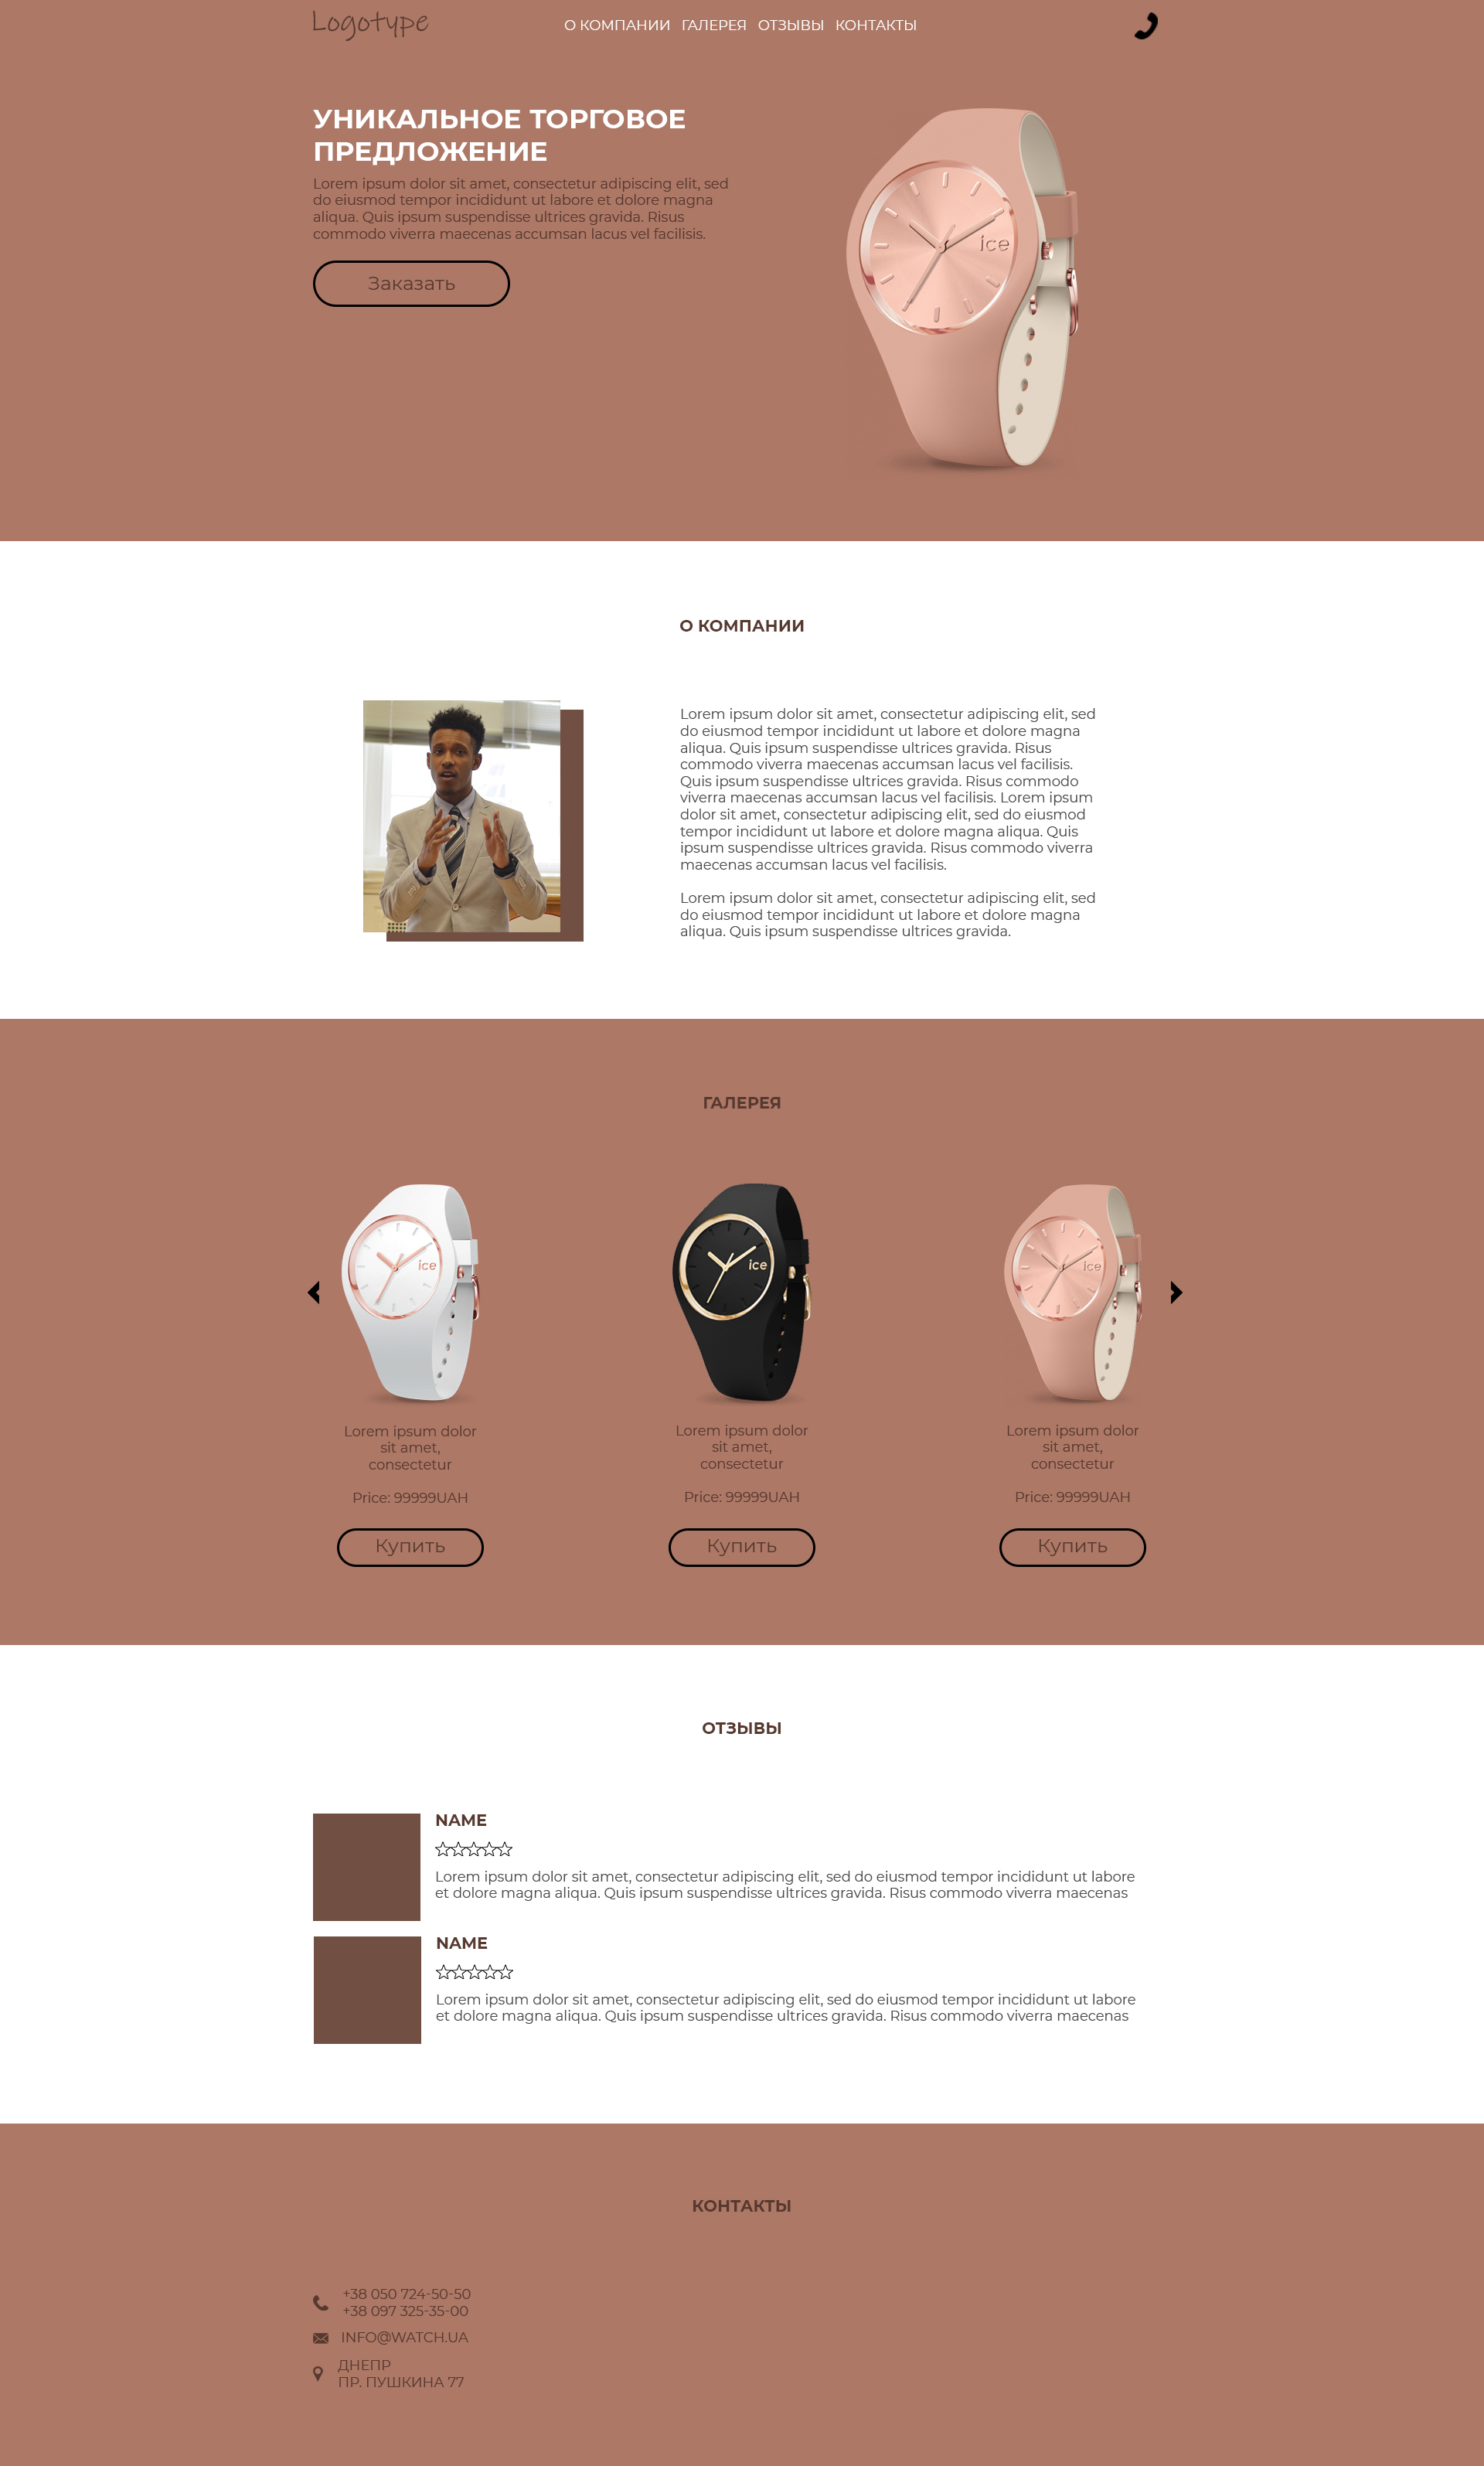 Logotype
О КОМПАНИИ ГАЛЕРЕЯ ОТЗЫВЫ КОНТАКТЫ
УНИКАЛЬНОЕ ТОРГОВОЕ
ПРЕДЛОЖЕНИЕ
Lorem ipsum dolor sit amet, consectetur adipiscing elit, sed
do eiusmod tempor incididunt ut labore et dolore magna
aliqua. Quis ipsum suspendisse ultrices gravida. Risus
commodo viverra maecenas accumsan lacus vel facilisis.
Заказать
ice
О КОМПАНИИ
Lorem ipsum dolor sit amet, consectetur adipiscing elit, sed
do eiusmod tempor incididunt ut labore et dolore magna
aliqua. Quis ipsum suspendisse ultrices gravida. Risus
commodo viverra maecenas accumsan lacus vel facilisis.
Quis ipsum suspendisse ultrices gravida. Risus commodo
viverra maecenas accumsan lacus vel facilisis. Lorem ipsum
dolor sit amet, consectetur adipiscing elit, sed do eiusmod
tempor incididunt ut labore et dolore magna aliqua. Quis
ipsum suspendisse ultrices gravida. Risus commodo viverra
maecenas accumsan lacus vel facilisis.
Lorem ipsum dolor sit amet, consectetur adipiscing elit, sed
do eiusmod tempor incididunt ut labore et dolore magna
aliqua. Quis ipsum suspendisse ultrices gravida.
ГАЛЕРЕЯ
ice
Lorem ipsum dolor
sit amet,
consectetur
Price: 99999UAH
Купить
ice
Lorem ipsum dolor
sit amet,
consectetur
Price: 99999UAH
Купить
ice
Lorem ipsum dolor
sit amet,
consectetur
Price: 99999UAH
Купить
ОТЗЫВЫ
NAME
Lorem ipsum dolor sit amet, consectetur adipiscing elit, sed do eiusmod tempor incididunt ut labore
et dolore magna aliqua. Quis ipsum suspendisse ultrices gravida. Risus commodo viverra maecenas
NAME
Lorem ipsum dolor sit amet, consectetur adipiscing elit, sed do eiusmod tempor incididunt ut labore
et dolore magna aliqua. Quis ipsum suspendisse ultrices gravida. Risus commodo viverra maecenas
КОНТАКТЫ
+38 050 724-50-50
+38 097 325-35-00
INFO@WATCH.UA
ДНЕПР
ПР. ПУШКИНА 77